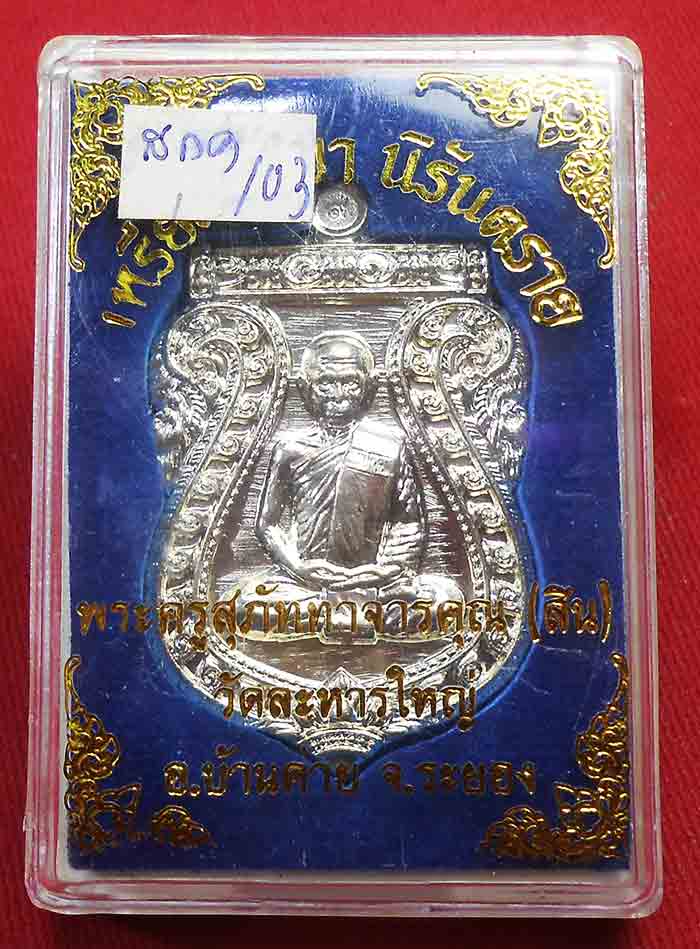 สกด
/103
นิรันตราย
พระครูสุภัททาจารคุณ (สิน)
วัดละหารใหญ่
อ.บ้านค่าย จ.ระยอง